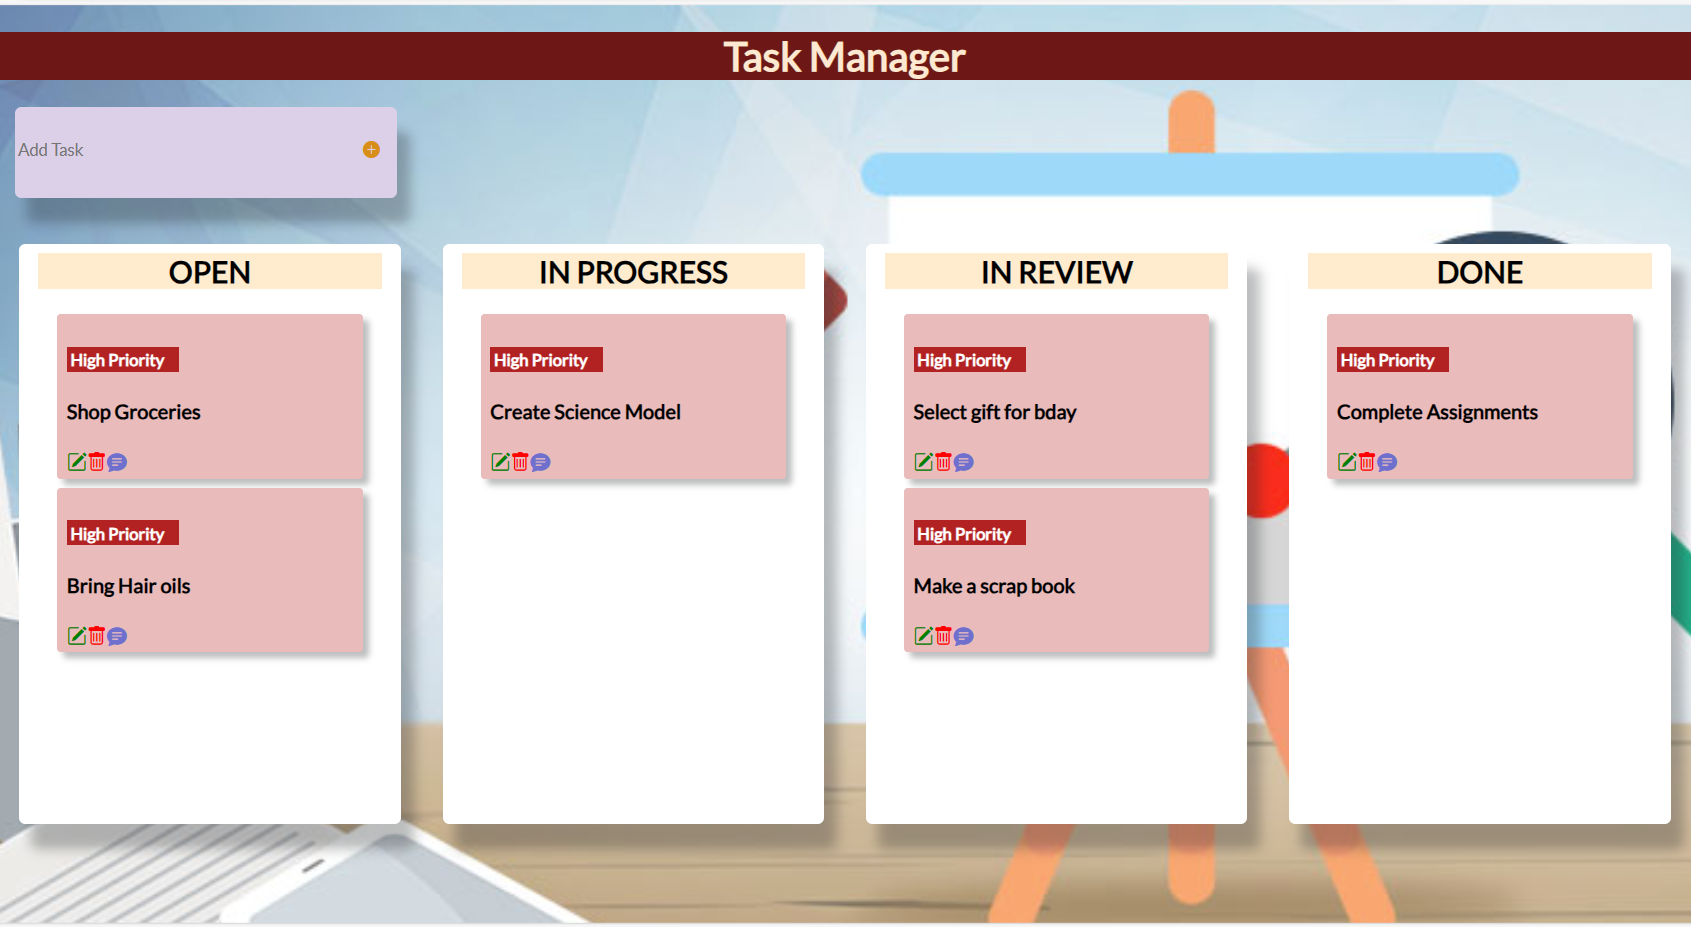 Task Manager
Add Task
OPEN
High Priority
Shop Groceries
High Priority
Bring Hair oils
IN PROGRESS
High Priority
Create Science Model
IN REVIEW
High Priority
Select gift for bday
High Priority
Make a scrap book
DONE
High Priority
Complete Assignments